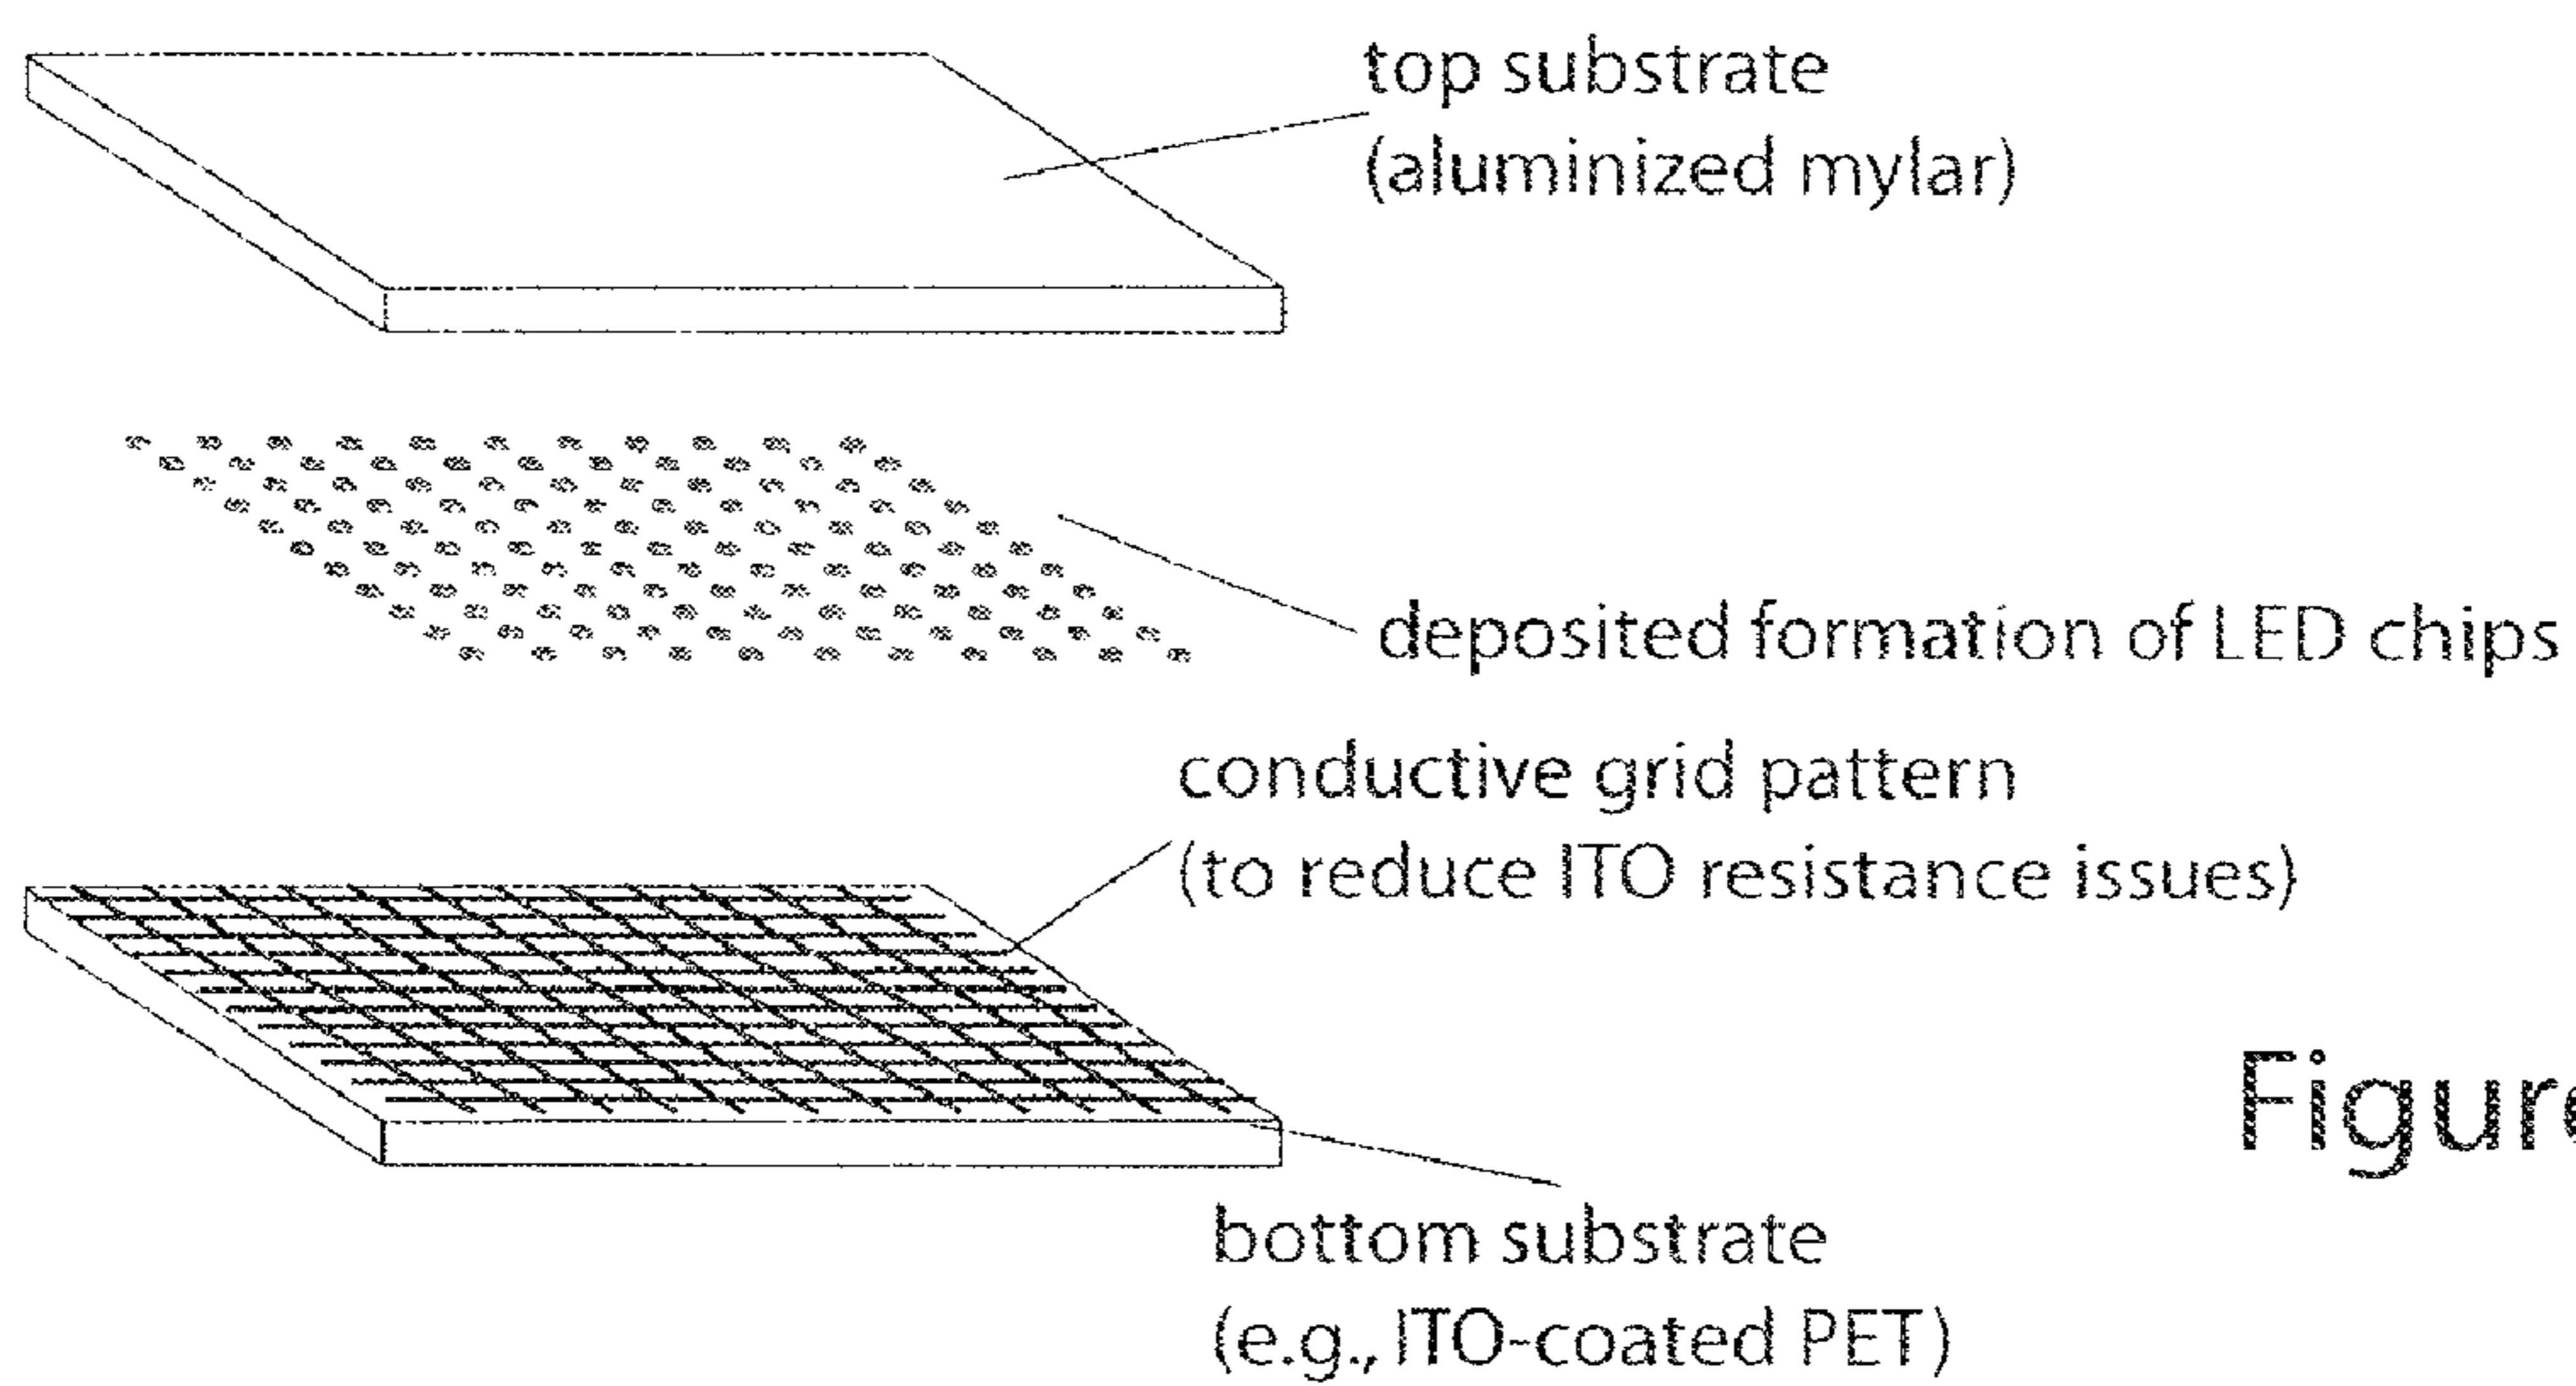 top substrate
(aluminized mylar)
deposited formation of LED chips
conductive grid pattern
(to reduce ITO resistance issues)
Figure
bottom substrate
(e.g., ITO-coated PET)